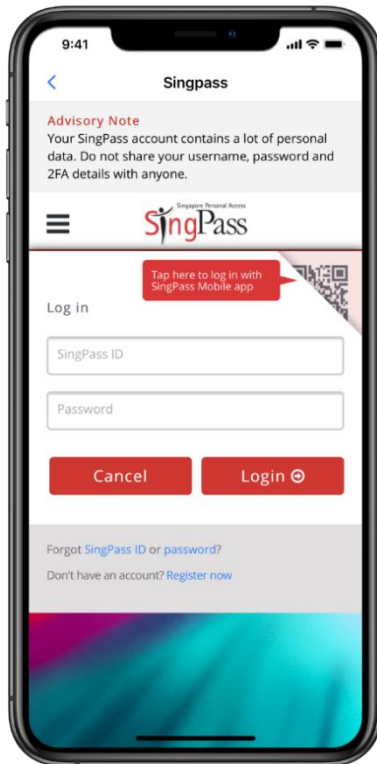 9:41
Singpass
Advisory Note
Your SingPass account contains a lot of personal
data. Do not share your username, password and
2FA details with anyone.
Singapore Personal Access
SingPass
Tap here to log in with
SingPass Mobile app
Log in
SingPass ID
Password
Cancel
Login
Forgot SingPass ID or password?
Don't have an account? Register now